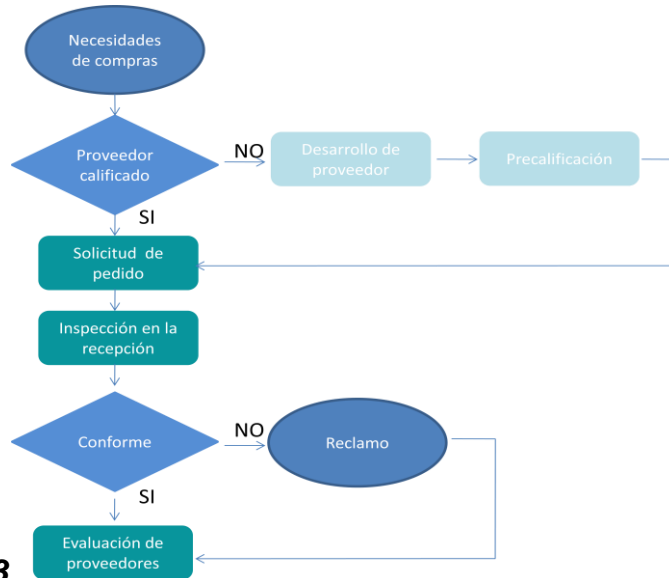 Necesidades
de compras
Proveedor
calificado
NO
Desarrollo de
proveedor
Precalificación
SI
Solicitud de
pedido
Inspección en la
recepción
Conforme
NO
Reclamo
SI
Evaluación de
proveedores